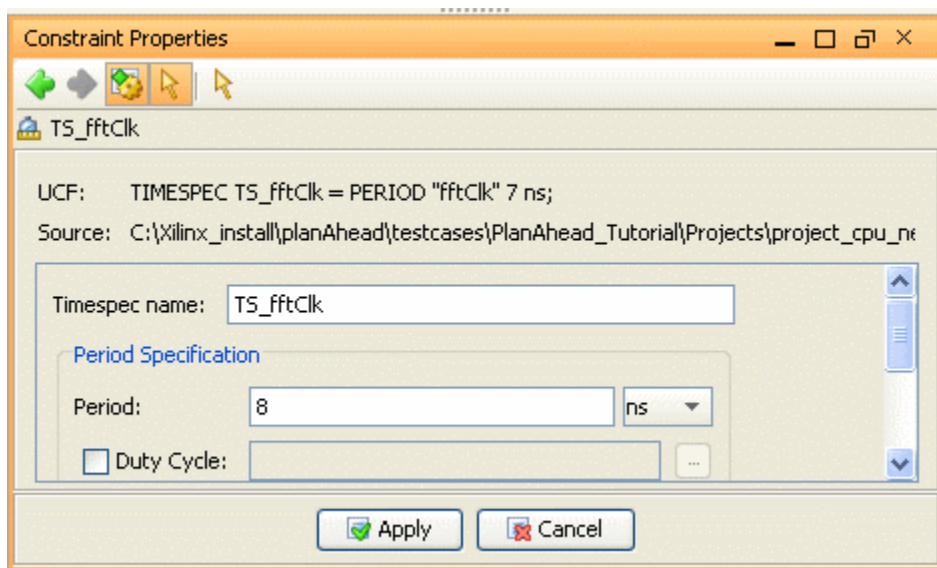 Constraint Properties
TS_fftClk
UCF: TIMESPEC TS_fftClk = PERIOD "fftClk" 7 ns;
Source: C:\Xilinx_install\planAhead\testcases\PlanAhead_Tutorial\Projects\project_cpu_ne
Timespec name: TS_fftClk
Period Specification
Period: 8 ns
Duty Cycle: ...
Apply Cancel